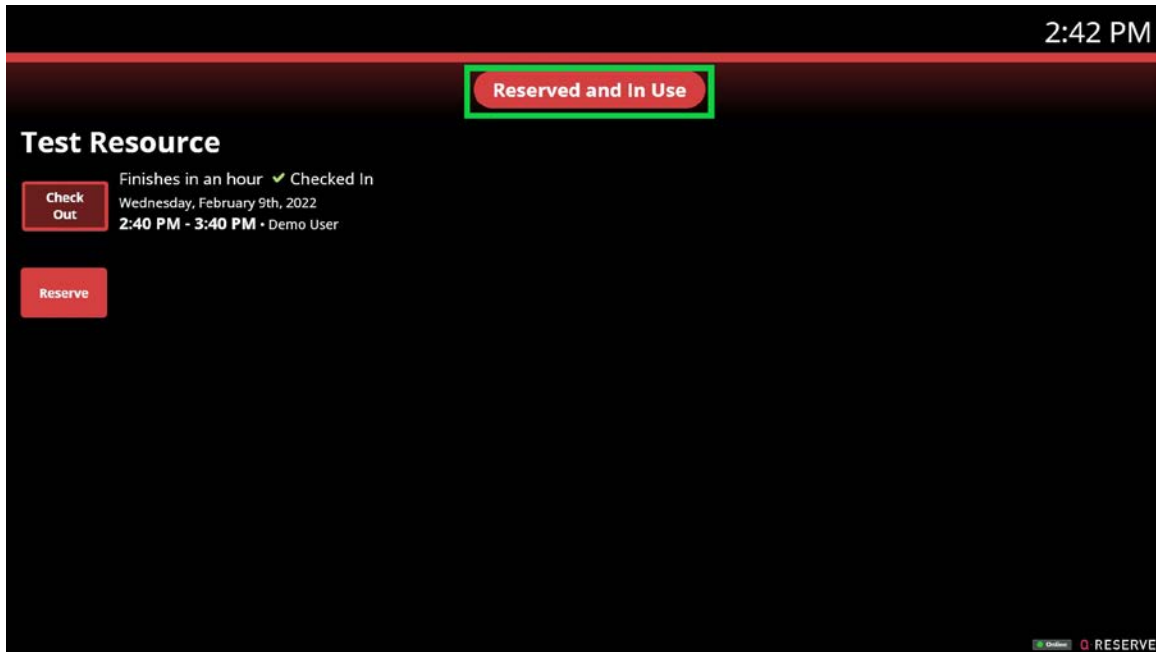 2:42 PM
Reserved and In Use
Test Resource
Finishes in an hour ✔ Checked In
Check
Out
Wednesday, February 9th, 2022
2:40 PM - 3:40 PM • Demo User
Reserve
Online
Q RESERVE